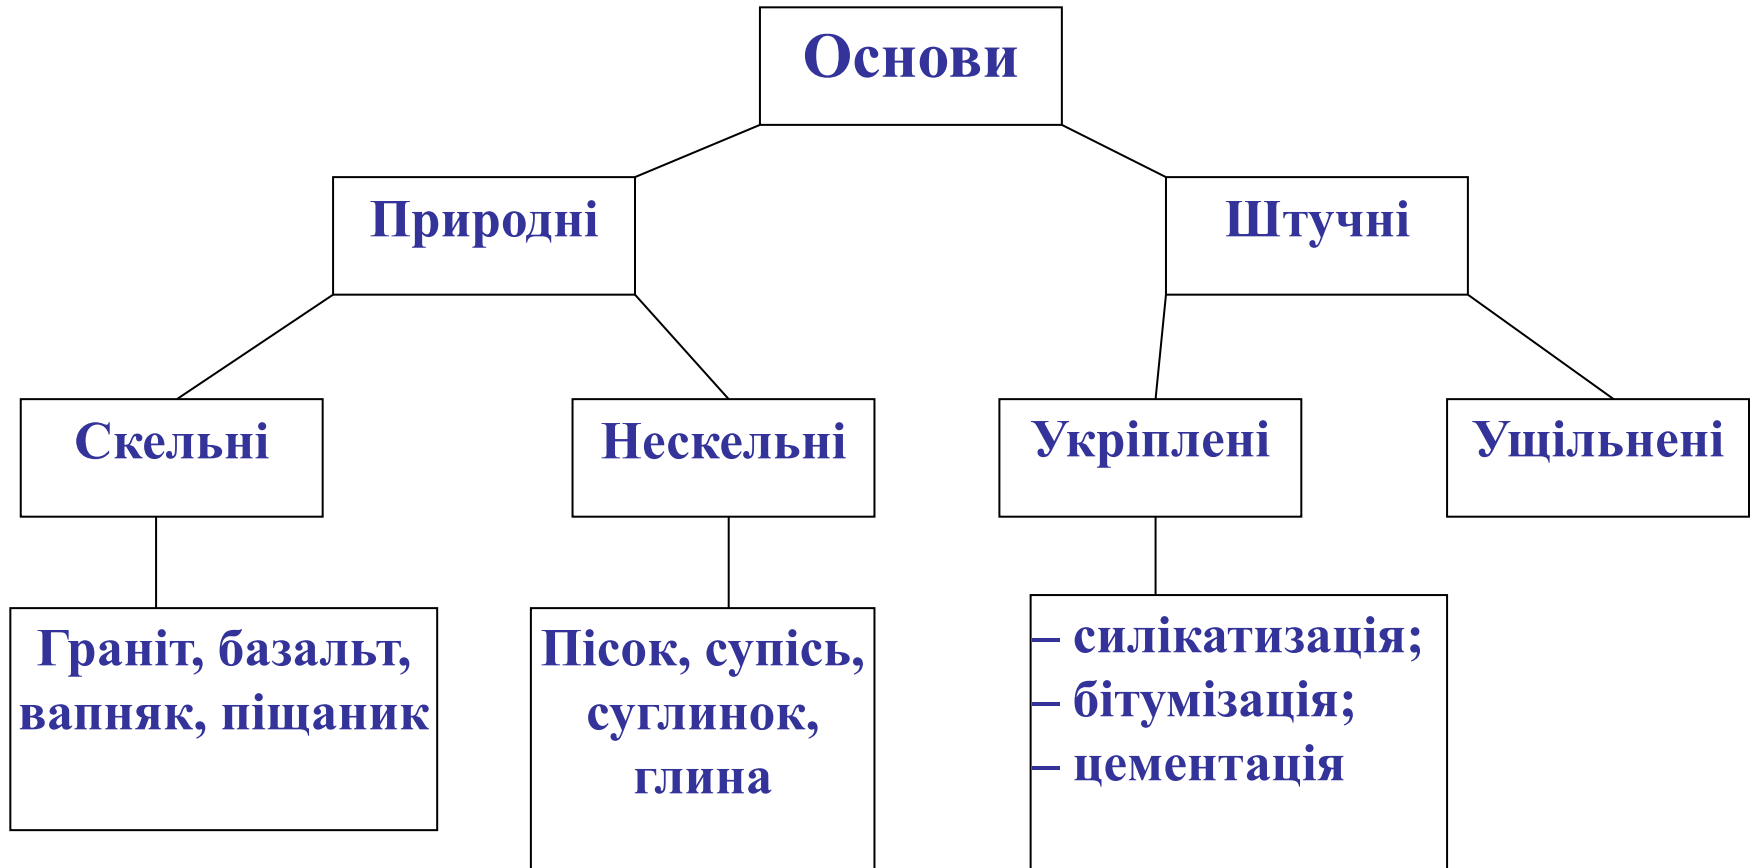 Основи
Природні
Штучні
Скельні
Нескельні
Укріплені
Ущільнені
Граніт, базальт,
вапняк, піщаник
Пісок, супісь,
суглинок,
глина
– силікатизація;
– бітумізація;
– цементація